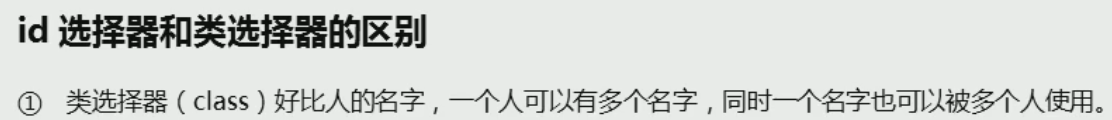 id 选择器和类选择器的区别
① 类选择器（class）好比人的名字，一个人可以有多个名字，同时一个名字也可以被多个人使用。